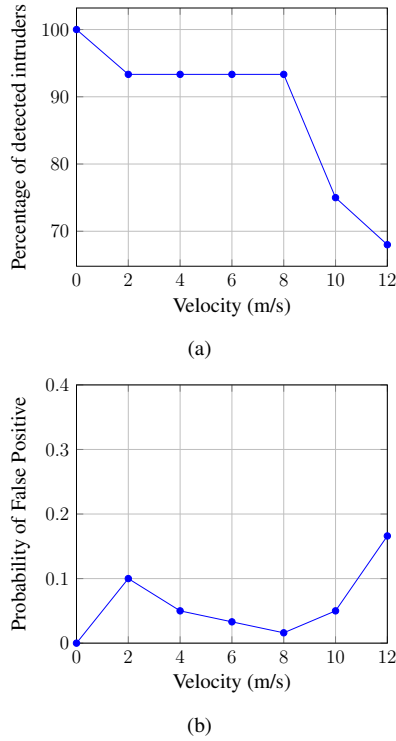 Percentage of detected intruders
100
90
80
70
0 2 4 6 8 10 12
Velocity (m/s)
(a)
Probability of False Positive
0.4
0.3
0.2
0.1
0
0 2 4 6 8 10 12
Velocity (m/s)
(b)